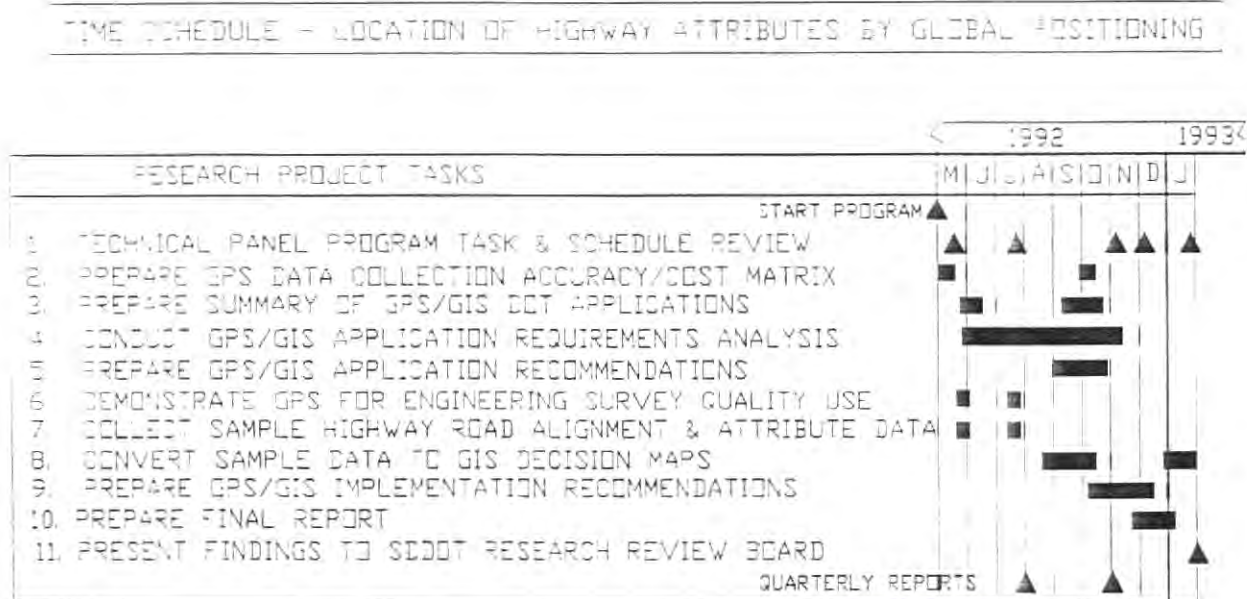 TIME SCHEDULE - LOCATION OF HIGHWAY ATTRIBUTES BY GLOBAL POSITIONING
1992 1993
RESEARCH PROJECT TASKS M J J A S O N D J
START PROGRAM
1. TECHNICAL PANEL PROGRAM TASK & SCHEDULE REVIEW
2. PREPARE GPS DATA COLLECTION ACCURACY/COST MATRIX
3. PREPARE SUMMARY OF GPS/GIS DOT APPLICATIONS
4. CONDUCT GPS/GIS APPLICATION REQUIREMENTS ANALYSIS
5. PREPARE GPS/GIS APPLICATION RECOMMENDATIONS
6. DEMONSTRATE GPS FOR ENGINEERING SURVEY QUALITY USE
7. COLLECT SAMPLE HIGHWAY ROAD ALIGNMENT & ATTRIBUTE DATA
8. CONVERT SAMPLE DATA TO GIS DECISION MAPS
9. PREPARE GPS/GIS IMPLEMENTATION RECOMMENDATIONS
10. PREPARE FINAL REPORT
11. PRESENT FINDINGS TO SDDOT RESEARCH REVIEW BOARD
QUARTERLY REPORTS